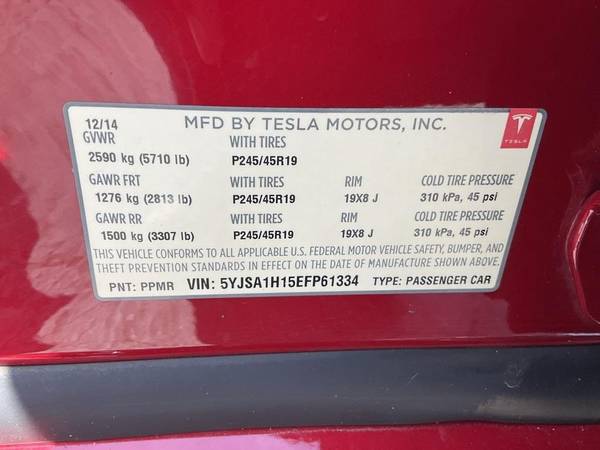 12/14 MFD BY TESLA MOTORS, INC.
TESLA
GVWR WITH TIRES
2590 kg (5710 lb) P245/45R19
GAWR FRT WITH TIRES RIM COLD TIRE PRESSURE
1276 kg (2813 lb) P245/45R19 19X8 J 310 kPa, 45 psi
GAWR RR WITH TIRES RIM COLD TIRE PRESSURE
1500 kg (3307 lb) P245/45R19 19X8 J 310 kPa, 45 psi
THIS VEHICLE CONFORMS TO ALL APPLICABLE U.S. FEDERAL MOTOR VEHICLE SAFETY, BUMPER, AND
THEFT PREVENTION STANDARDS IN EFFECT ON THE DATE OF MANUFACTURE SHOWN ABOVE.
PNT: PPMR VIN: 5YJSA1H15EFP61334 TYPE: PASSENGER CAR